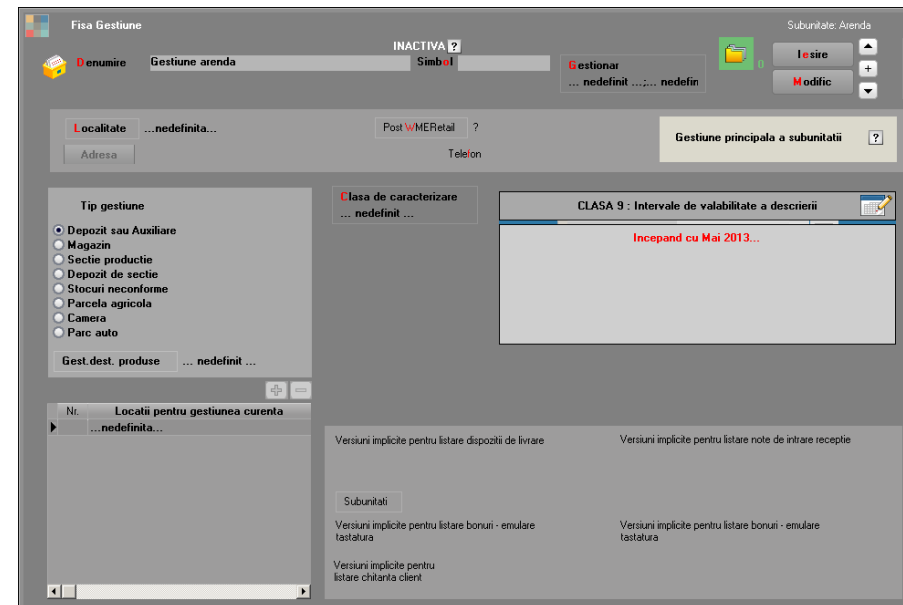 Fisa Gestiune
Subunitate: Arenda
INACTIVA ?
Denumire Gestiune arenda Simbol
Gestionar
... nedefinit ...;... nedefin
0
Iesire
+
Modific
Localitate ...nedefinita...
Post WMERetail ?
Gestiune principala a subunitatii ?
Adresa
Telefon
Tip gestiune
Clasa de caracterizare
... nedefinit ...
CLASA 9 : Intervale de valabilitate a descrierii
Incepand cu Mai 2013...
Depozit sau Auxiliare
Magazin
Sectie productie
Depozit de sectie
Stocuri neconforme
Parcela agricola
Camera
Parc auto
Gest.dest. produse ... nedefinit ...
Nr. Locatii pentru gestiunea curenta
...nedefinita...
Versiuni implicite pentru listare dispozitii de livrare
Versiuni implicite pentru listare note de intrare receptie
Subunitati
Versiuni implicite pentru listare bonuri - emulare
tastatura
Versiuni implicite pentru listare bonuri - emulare
tastatura
Versiuni implicite pentru
listare chitanta client